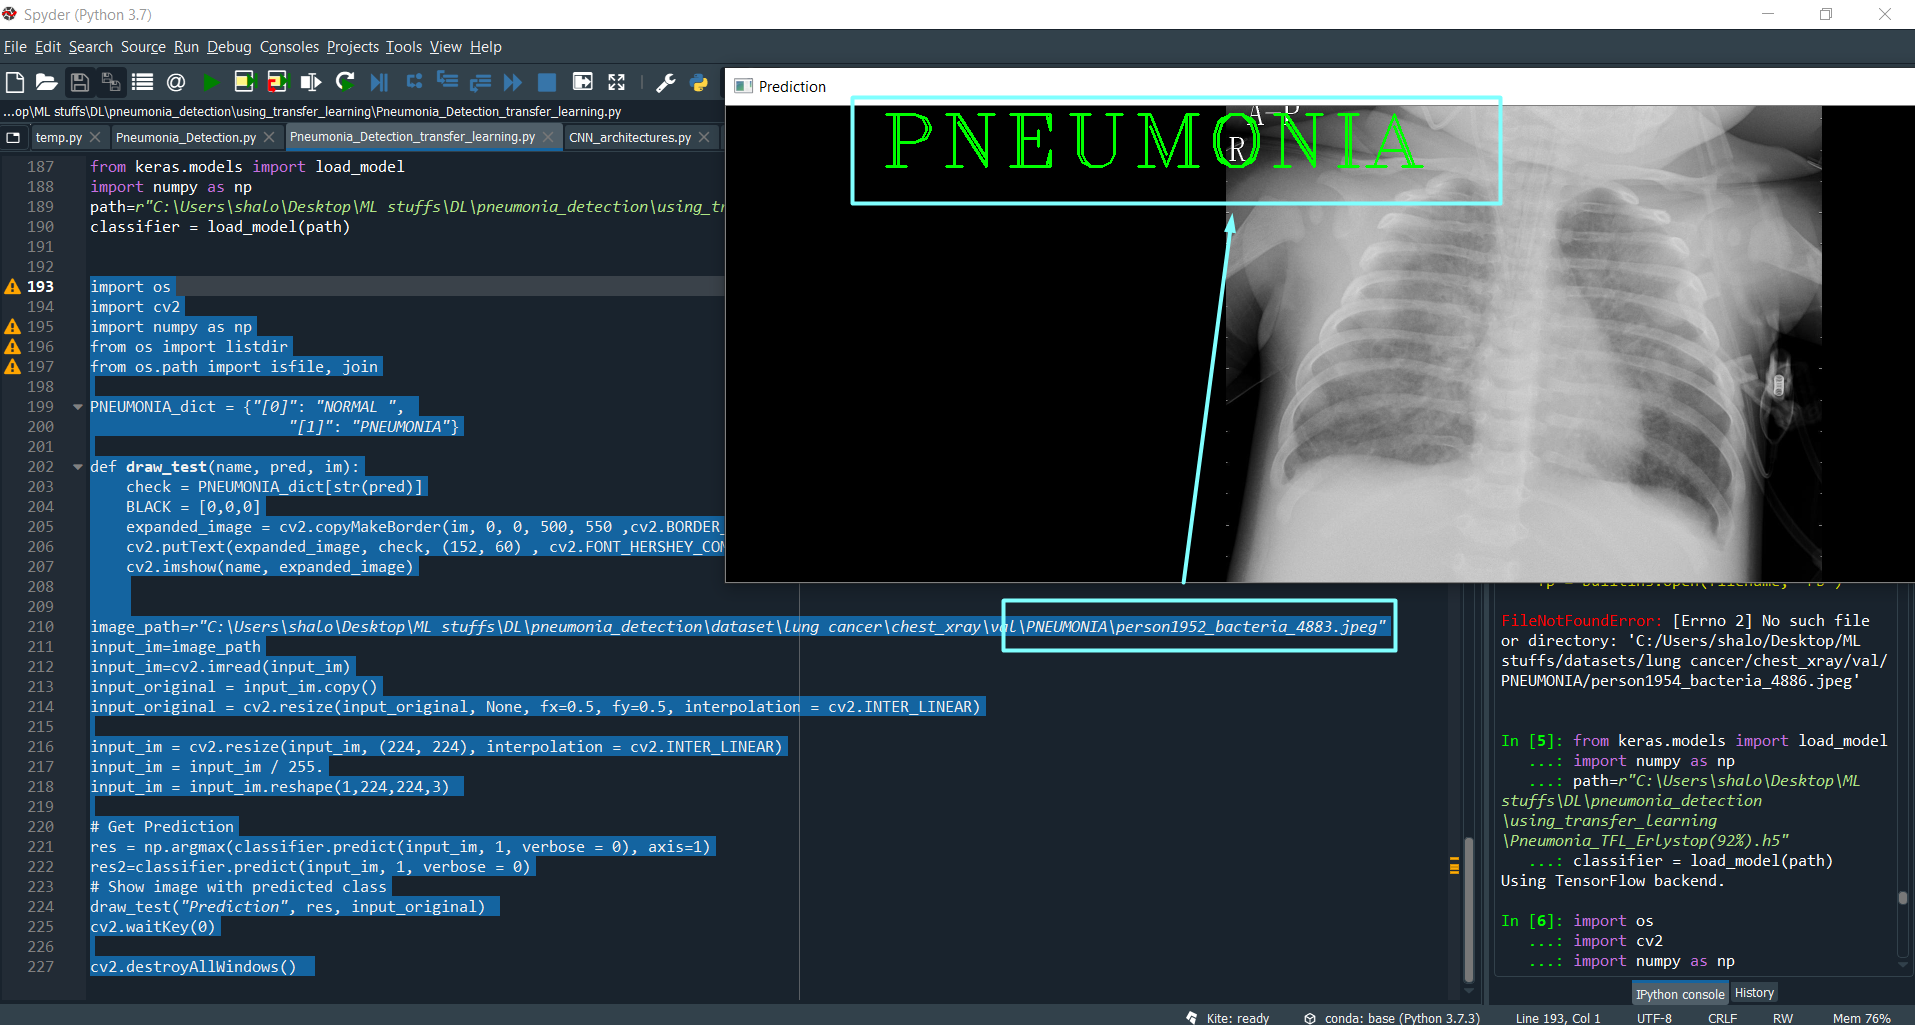 Spyder (Python 3.7)
File Edit Search Source Run Debug Consoles Projects Tools View Help
...op\ML stuffs\DL\pneumonia_detection\using_transfer_learning\Pneumonia_Detection_transfer_learning.py
temp.py Pneumonia_Detection.py Pneumonia_Detection_transfer_learning.py CNN_architectures.py
187 from keras.models import load_model
188 import numpy as np
189 path=r"C:\Users\shalo\Desktop\ML stuffs\DL\pneumonia_detection\using_tr
190 classifier = load_model(path)
191
192
193 import os
194 import cv2
195 import numpy as np
196 from os import listdir
197 from os.path import isfile, join
198
199 PNEUMONIA_dict = {"[0]": "NORMAL ",
200 "[1]": "PNEUMONIA"}
201
202 def draw_test(name, pred, im):
203 check = PNEUMONIA_dict[str(pred)]
204 BLACK = [0,0,0]
205 expanded_image = cv2.copyMakeBorder(im, 0, 0, 500, 550 ,cv2.BORDER_
206 cv2.putText(expanded_image, check, (152, 60) , cv2.FONT_HERSHEY_COM
207 cv2.imshow(name, expanded_image)
208
209
210 image_path=r"C:\Users\shalo\Desktop\ML stuffs\DL\pneumonia_detection\dataset\lung cancer\chest_xray\val\PNEUMONIA\person1952_bacteria_4883.jpeg"
211 input_im=image_path
212 input_im=cv2.imread(input_im)
213 input_original = input_im.copy()
214 input_original = cv2.resize(input_original, None, fx=0.5, fy=0.5, interpolation = cv2.INTER_LINEAR)
215
216 input_im = cv2.resize(input_im, (224, 224), interpolation = cv2.INTER_LINEAR)
217 input_im = input_im / 255.
218 input_im = input_im.reshape(1,224,224,3)
219
220 # Get Prediction
221 res = np.argmax(classifier.predict(input_im, 1, verbose = 0), axis=1)
222 res2=classifier.predict(input_im, 1, verbose = 0)
223 # Show image with predicted class
224 draw_test("Prediction", res, input_original)
225 cv2.waitKey(0)
226
227 cv2.destroyAllWindows()
Prediction
PNEUMONIA
R
FileNotFoundError: [Errno 2] No such file
or directory: 'C:/Users/shalo/Desktop/ML
stuffs/datasets/lung cancer/chest_xray/val/
PNEUMONIA/person1954_bacteria_4886.jpeg'
In [5]: from keras.models import load_model
...: import numpy as np
...: path=r"C:\Users\shalo\Desktop\ML
stuffs\DL\pneumonia_detection
\using_transfer_learning
\Pneumonia_TFL_Erlystop(92%).h5"
...: classifier = load_model(path)
Using TensorFlow backend.
In [6]: import os
...: import cv2
...: import numpy as np
IPython console History
Kite: ready conda: base (Python 3.7.3) Line 193, Col 1 UTF-8 CRLF RW Mem 76%